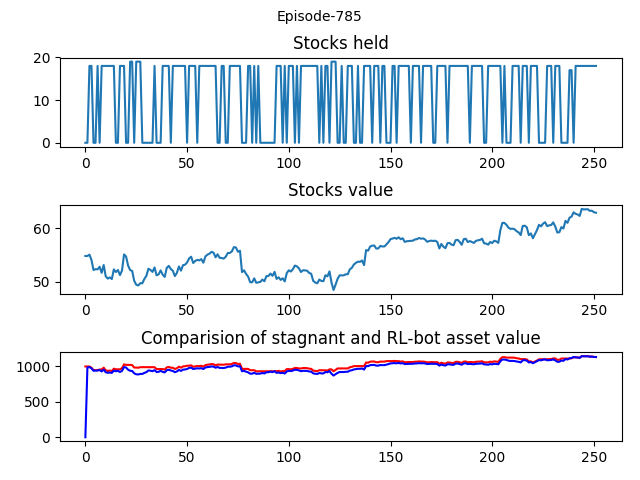 Episode-785
Stocks held
20
10
0
0 50 100 150 200 250
Stocks value
60
50
0 50 100 150 200 250
Comparision of stagnant and RL-bot asset value
1000
500
0
0 50 100 150 200 250